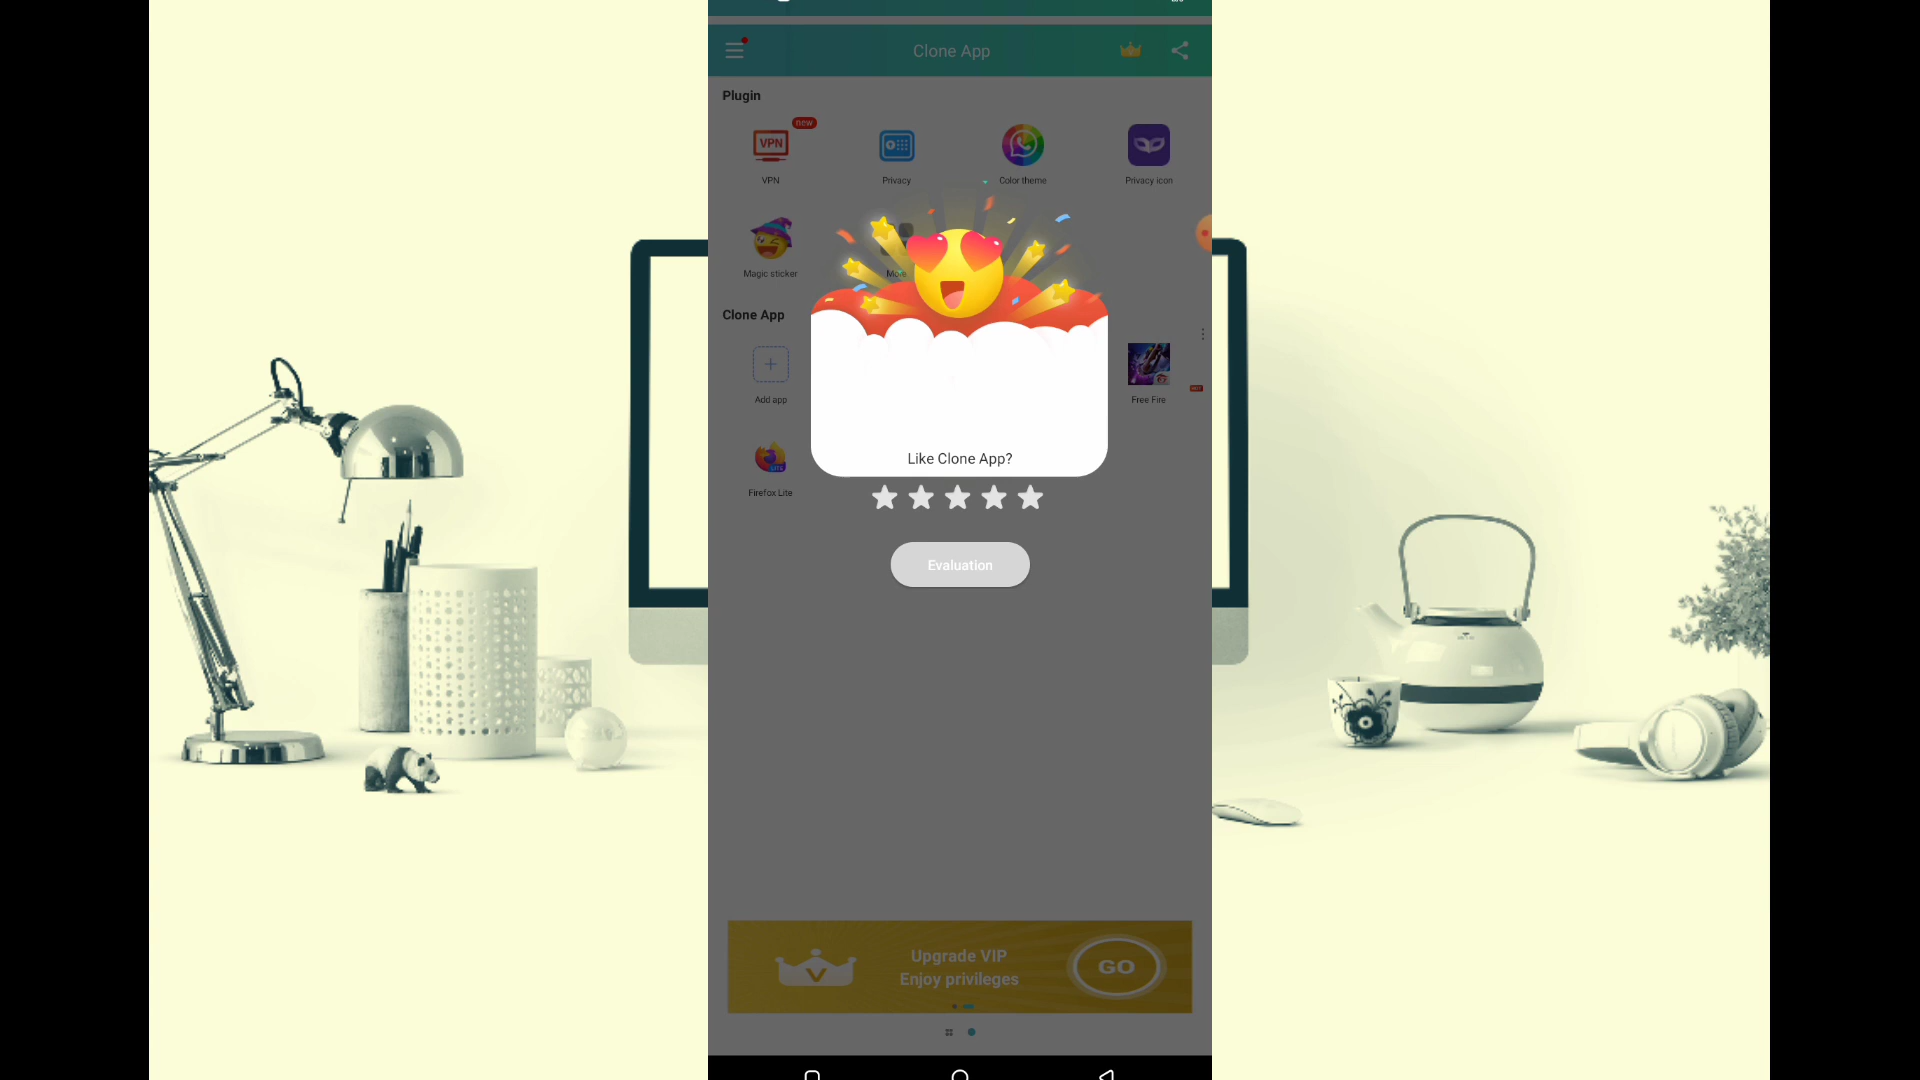 Clone App
Plugin
new
VPN
VPN
Privacy
Color theme
Privacy icon
Magic sticker
More
Clone App
Add app
Free Fire
LITE
Firefox Lite
Like Clone App?
Evaluation
Upgrade VIP
Enjoy privileges
V
GO